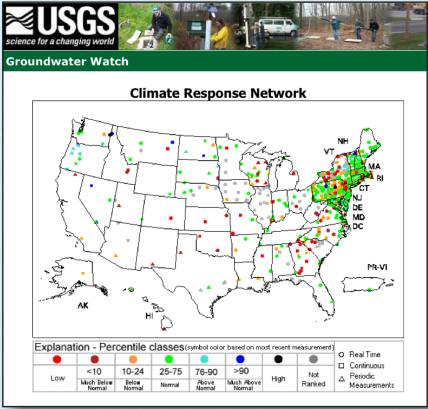 USGS
science for a changing world
Groundwater Watch
Climate Response Network
NH
VT
MA
RI
CT
NJ
DE
MD
DC
PR-VI
AK
HI
Explanation - Percentile classes (symbol color based on most recent measurement)
Low
<10
Much Below
Normal
10-24
Below
Normal
25-75
Normal
76-90
Above
Normal
>90
Much Above
Normal
High
Not
Ranked
Real Time
Continuous
Periodic
Measurements